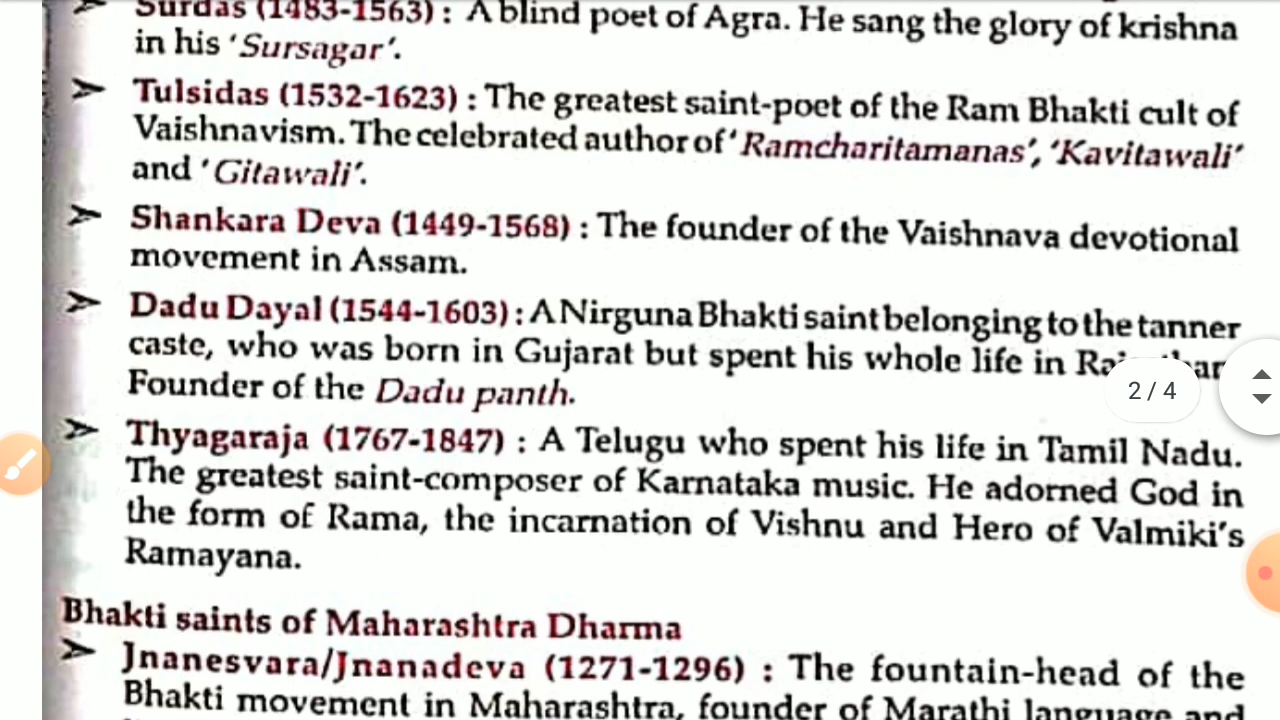 Surdas (1483-1563) : A blind poet of Agra. He sang the glory of krishna
in his 'Sursagar'.
➤ Tulsidas (1532-1623) : The greatest saint-poet of the Ram Bhakti cult of
Vaishnavism. The celebrated author of 'Ramcharitamanas', 'Kavitawali'
and 'Gitawali'.
➤ Shankara Deva (1449-1568) : The founder of the Vaishnava devotional
movement in Assam.
➤ Dadu Dayal (1544-1603) : A Nirguna Bhakti saint belonging to the tanner
caste, who was born in Gujarat but spent his whole life in
Founder of the Dadu panth.
2 / 4
➤ Thyagaraja (1767-1847) : A Telugu who spent his life in Tamil Nadu.
The greatest saint-composer of Karnataka music. He adorned God in
the form of Rama, the incarnation of Vishnu and Hero of Valmiki's
Ramayana.
Bhakti saints of Maharashtra Dharma
➤ Jnanesvara/Jnanadeva (1271-1296) : The fountain-head of the
Bhakti movement in Maharashtra, founder of Marathi language and